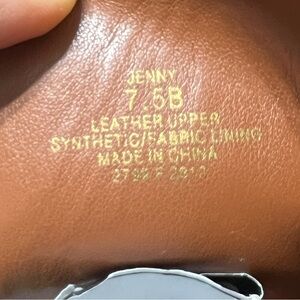 JENNY
7.5B
LEATHER UPPER
SYNTHETIC/FABRIC LINING
MADE IN CHINA